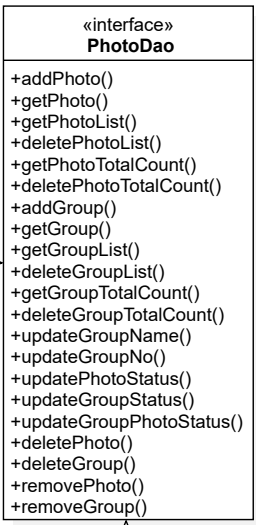 «interface»
PhotoDao
+addPhoto()
+getPhoto()
+getPhotoList()
+deletePhotoList()
+getPhotoTotalCount()
+deletePhotoTotalCount()
+addGroup()
+getGroup()
+getGroupList()
+deleteGroupList()
+getGroupTotalCount()
+deleteGroupTotalCount()
+updateGroupName()
+updateGroupNo()
+updatePhotoStatus()
+updateGroupStatus()
+updateGroupPhotoStatus()
+deletePhoto()
+deleteGroup()
+removePhoto()
+removeGroup()